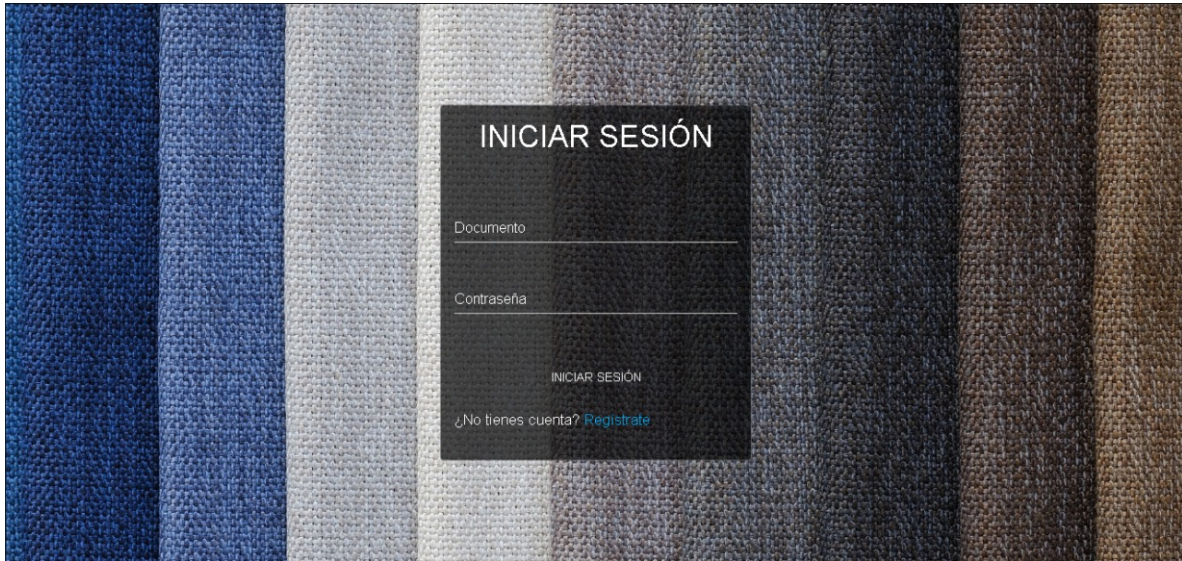 INICIAR SESIÓN
Documento
Contraseña
INICIAR SESIÓN
¿No tienes cuenta? Registrate